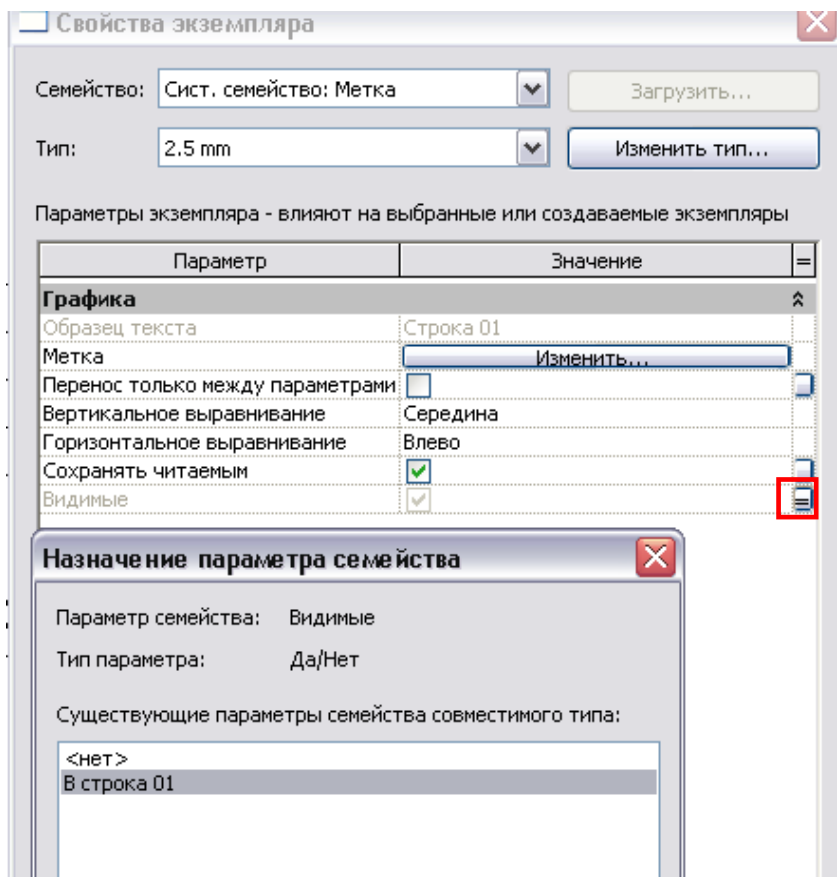 Свойства экземпляра
Семейство: Сист. семейство: Метка Загрузить...
Тип: 2.5 mm Изменить тип...
Параметры экземпляра - влияют на выбранные или создаваемые экземпляры
Параметр Значение =
Графика
Образец текста Строка 01
Метка Изменить...
Перенос только между параметрами
Вертикальное выравнивание Середина
Горизонтальное выравнивание Влево
Сохранять читаемым
Видимые =
Назначение параметра семейства
Параметр семейства: Видимые
Тип параметра: Да/Нет
Существующие параметры семейства совместимого типа:
<нет>
В строка 01